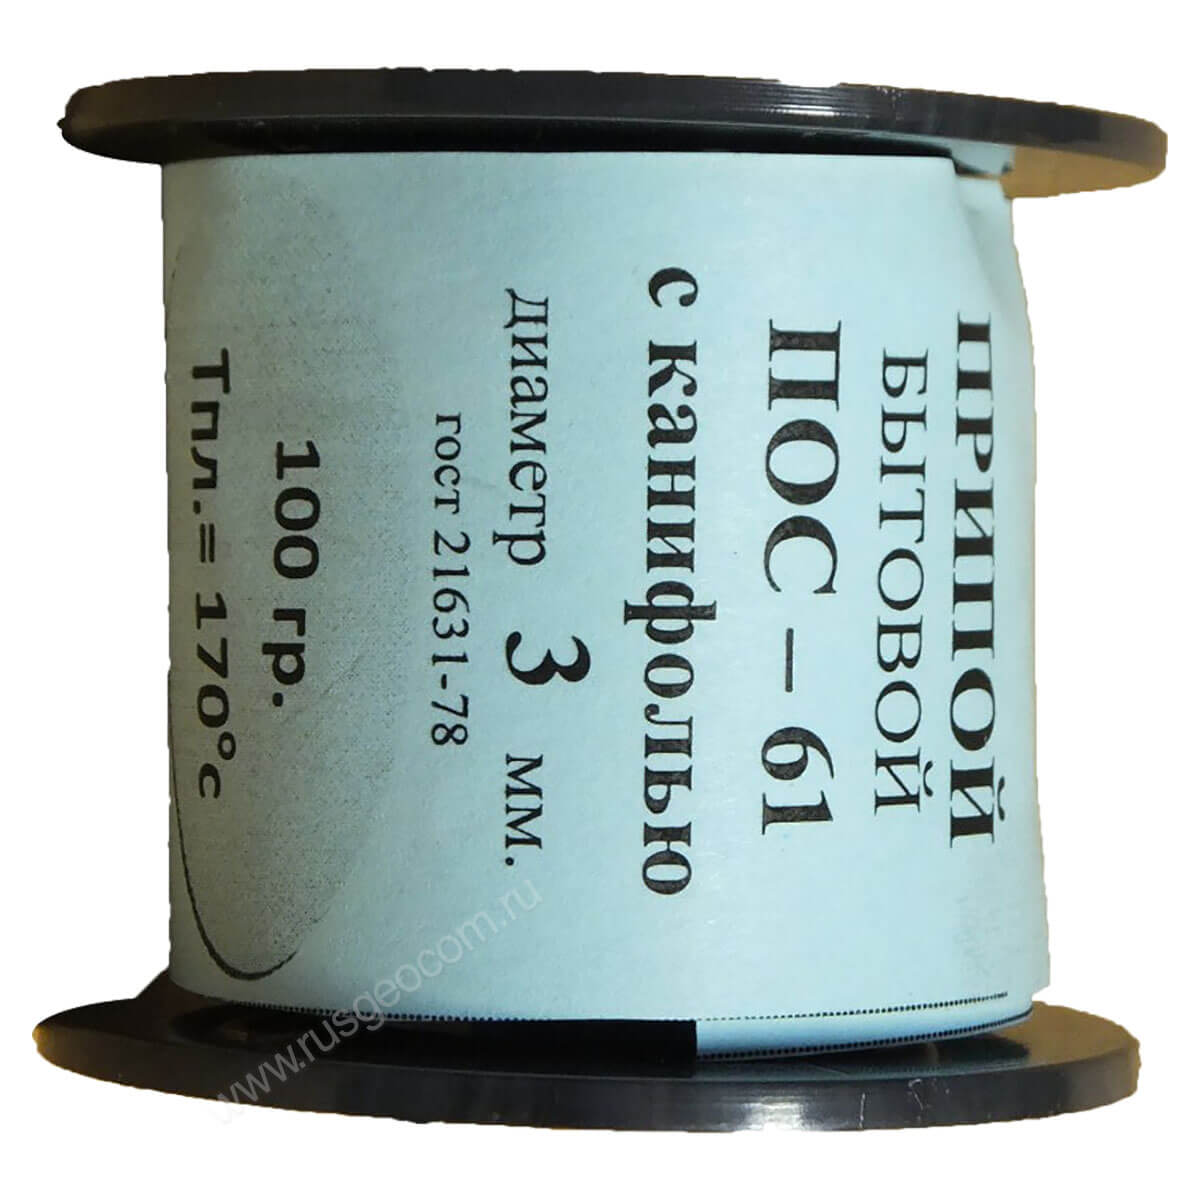 ПРИПОЙ
БЫТОВОЙ
ПОС – 61
с канифолью
диаметр 3 мм.
гост 21631-78
100 гр.
Тпл.= 170°с
www.rusgeocom.ru